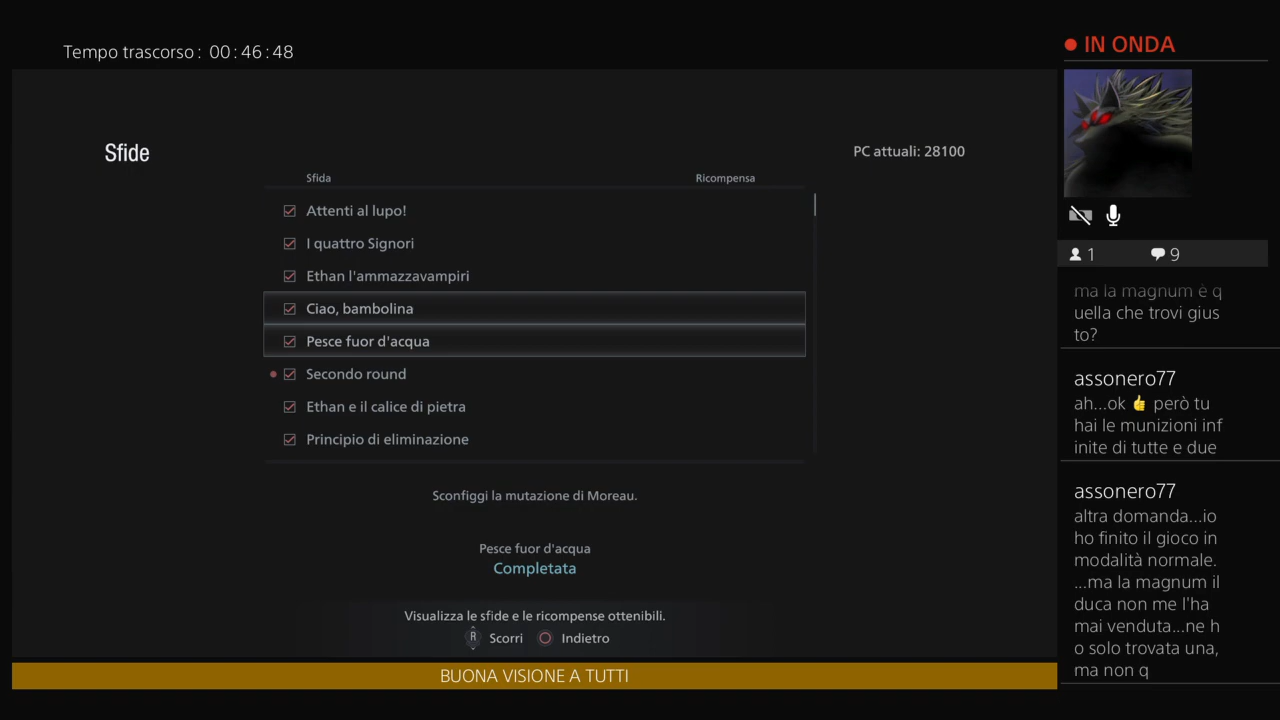 Tempo trascorso : 00:46:48
IN ONDA
Sfide
PC attuali: 28100
Sfida
Ricompensa
Attenti al lupo!
I quattro Signori
Ethan l'ammazzavampiri
Ciao, bambolina
Pesce fuor d'acqua
Secondo round
Ethan e il calice di pietra
Principio di eliminazione
Sconfiggi la mutazione di Moreau.
Pesce fuor d'acqua
Completata
Visualizza le sfide e le ricompense ottenibili.
R Scorri Indietro
BUONA VISIONE A TUTTI
1 9
ma la magnum è q
uella che trovi gius
to?
assonero77
ah...ok 👍 però tu
hai le munizioni inf
inite di tutte e due
assonero77
altra domanda...io
ho finito il gioco in
modalità normale.
...ma la magnum il
duca non me l'ha
mai venduta...ne h
o solo trovata una,
ma non q